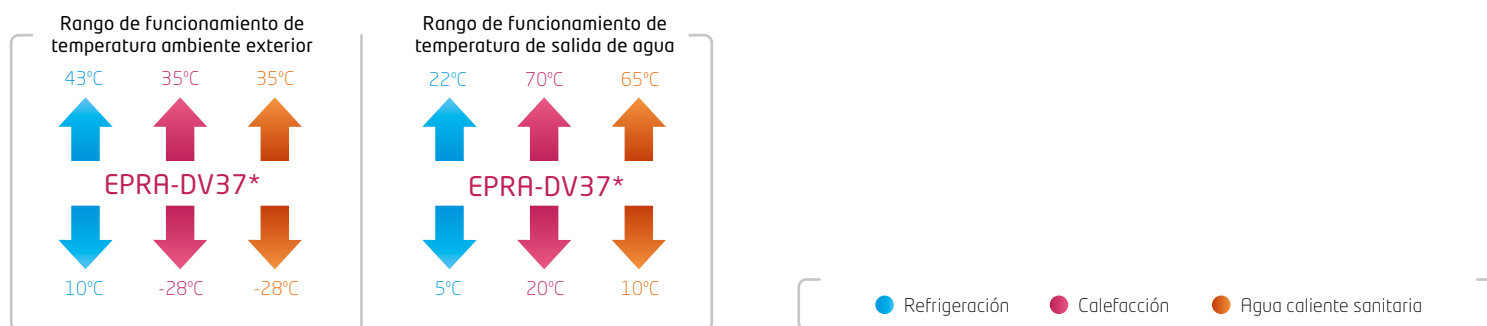 Rango de funcionamiento de
temperatura ambiente exterior
43ºC 35ºC 35ºC
EPRA-DV37*
10ºC -28ºC -28ºC
Rango de funcionamiento de
temperatura de salida de agua
22ºC 70ºC 65ºC
EPRA-DV37*
5ºC 20ºC 10ºC
Refrigeración Calefacción Agua caliente sanitaria